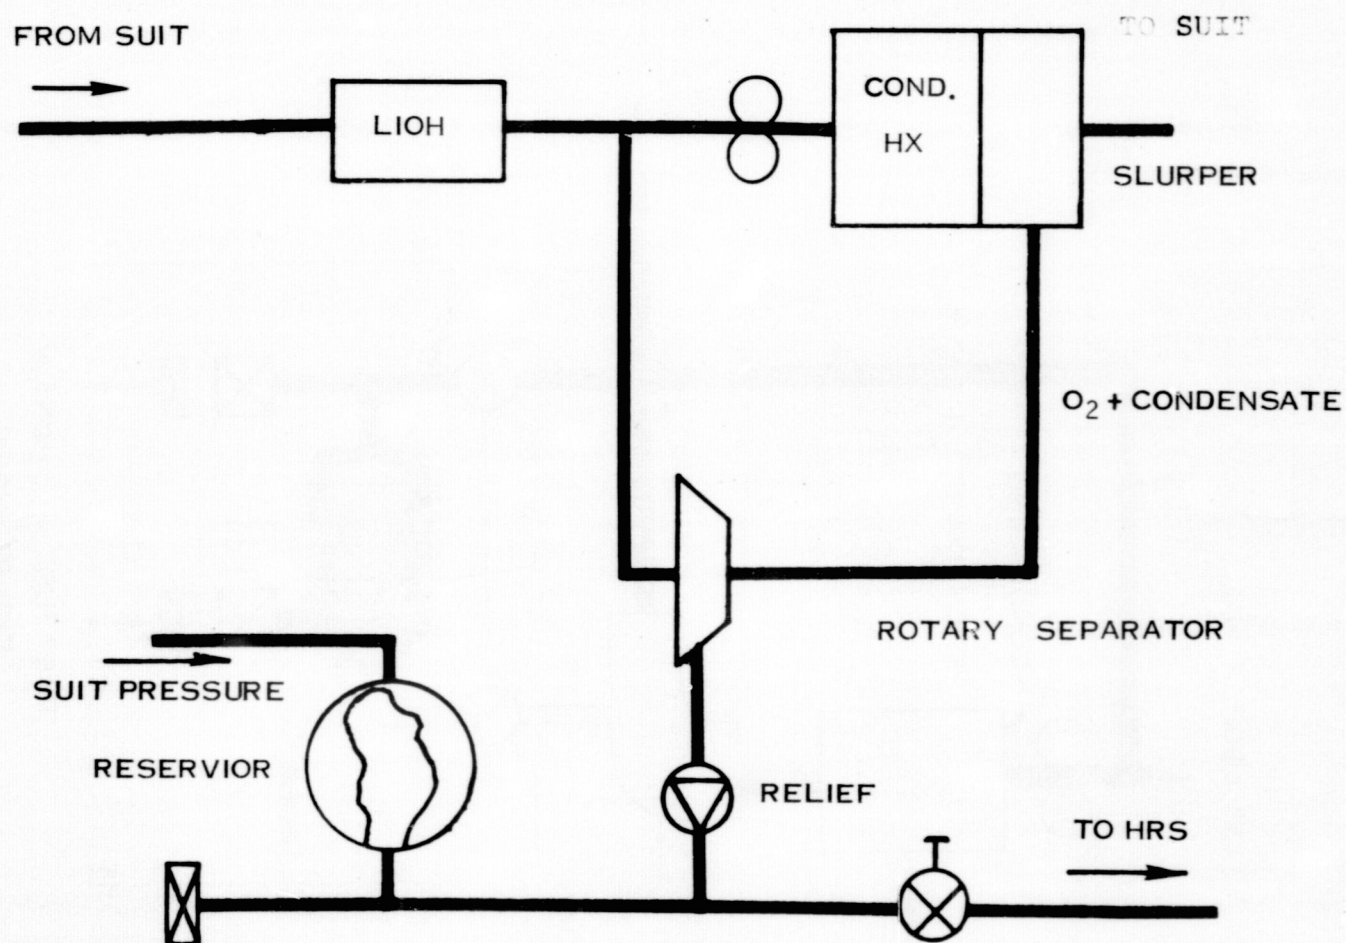 FROM SUIT
TO SUIT
LIOH
COND.
HX
SLURPER
O₂ + CONDENSATE
ROTARY SEPARATOR
SUIT PRESSURE
RESERVIOR
RELIEF
TO HRS